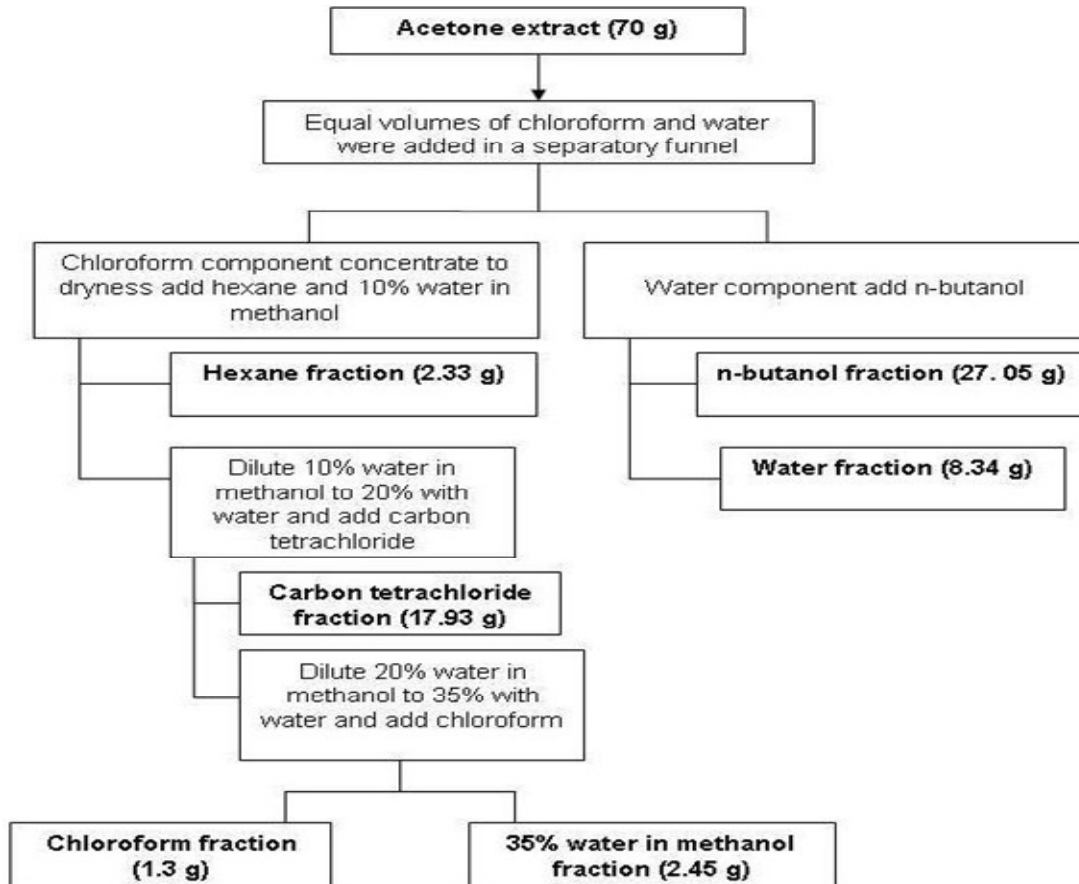 Acetone extract (70 g)
Equal volumes of chloroform and water
were added in a separatory funnel
Chloroform component concentrate to
dryness add hexane and 10% water in
methanol
Water component add n-butanol
Hexane fraction (2.33 g)
n-butanol fraction (27. 05 g)
Dilute 10% water in
methanol to 20% with
water and add carbon
tetrachloride
Water fraction (8.34 g)
Carbon tetrachloride
fraction (17.93 g)
Dilute 20% water in
methanol to 35% with
water and add chloroform
Chloroform fraction
(1.3 g)
35% water in methanol
fraction (2.45 g)